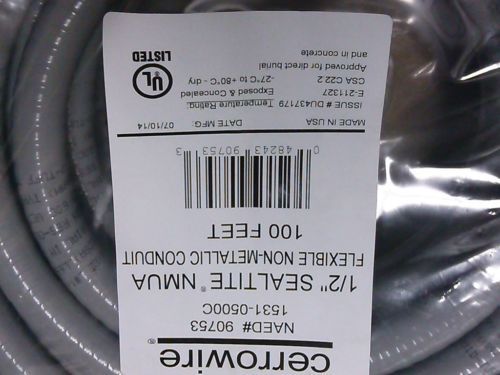 cerrowire®
NAED# 90753
1531-0500C
1/2" SEALTITE® NMUA
FLEXIBLE NON-METALLIC CONDUIT
100 FEET
0 48243 90753 3
MADE IN USA
DATE MFG:
07/10/14
ISSUE # DU437179
E-211327
CSA C22.2
Approved for direct burial
and in concrete
Temperature Rating
Exposed & Concealed
-27°C to +80°C - dry
UL
LISTED